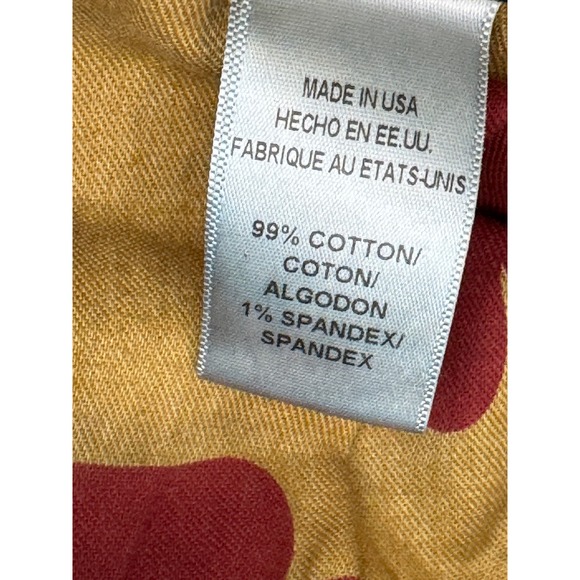 MADE IN USA
HECHO EN EE.UU.
FABRIQUE AU ETATS-UNIS
99% COTTON/
COTON/
ALGODON
1% SPANDEX/
SPANDEX